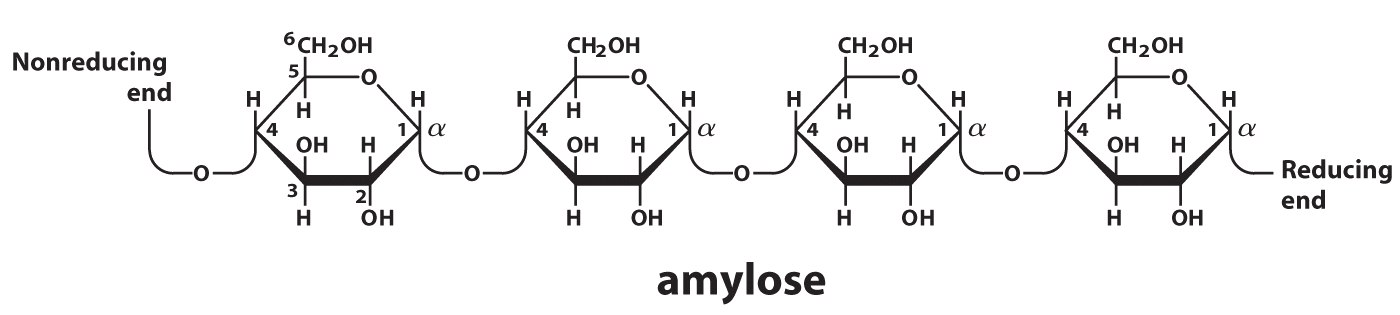 Nonreducing
end
6CH2OH
5
O
H
H
H
4
OH
H
1
α
3
H
2
OH
O
CH2OH
O
H
H
H
4
OH
H
1
α
H
OH
O
CH2OH
O
H
H
H
4
OH
H
1
α
H
OH
O
CH2OH
O
H
H
H
4
OH
H
1
α
H
OH
O
Reducing
end
amylose